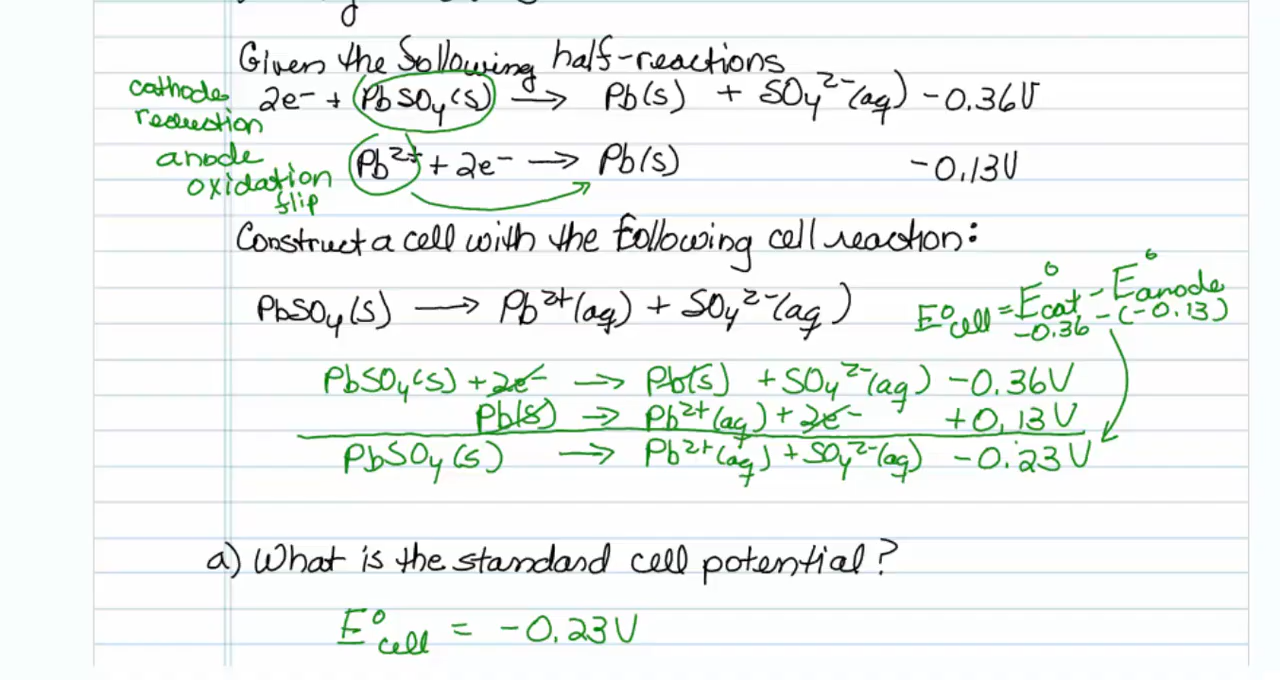 Given the following half-reactions
cathode reduction 2e- + PbSO₄(s) → Pb(s) + SO₄²⁻(aq) -0.36V
anode oxidation flip Pb²⁺ + 2e- → Pb(s) -0.13V
Construct a cell with the following cell reaction:
PbSO₄(s) → Pb²⁺(aq) + SO₄²⁻(aq)
E°cell = E°cat - E°anode
-0.36 - (-0.13)
PbSO₄(s) + 2e- → Pb(s) + SO₄²⁻(aq) -0.36V
Pb(s) → Pb²⁺(aq) + 2e- +0.13V
PbSO₄(s) → Pb²⁺(aq) + SO₄²⁻(aq) -0.23V
a) What is the standard cell potential?
E°cell = -0.23V